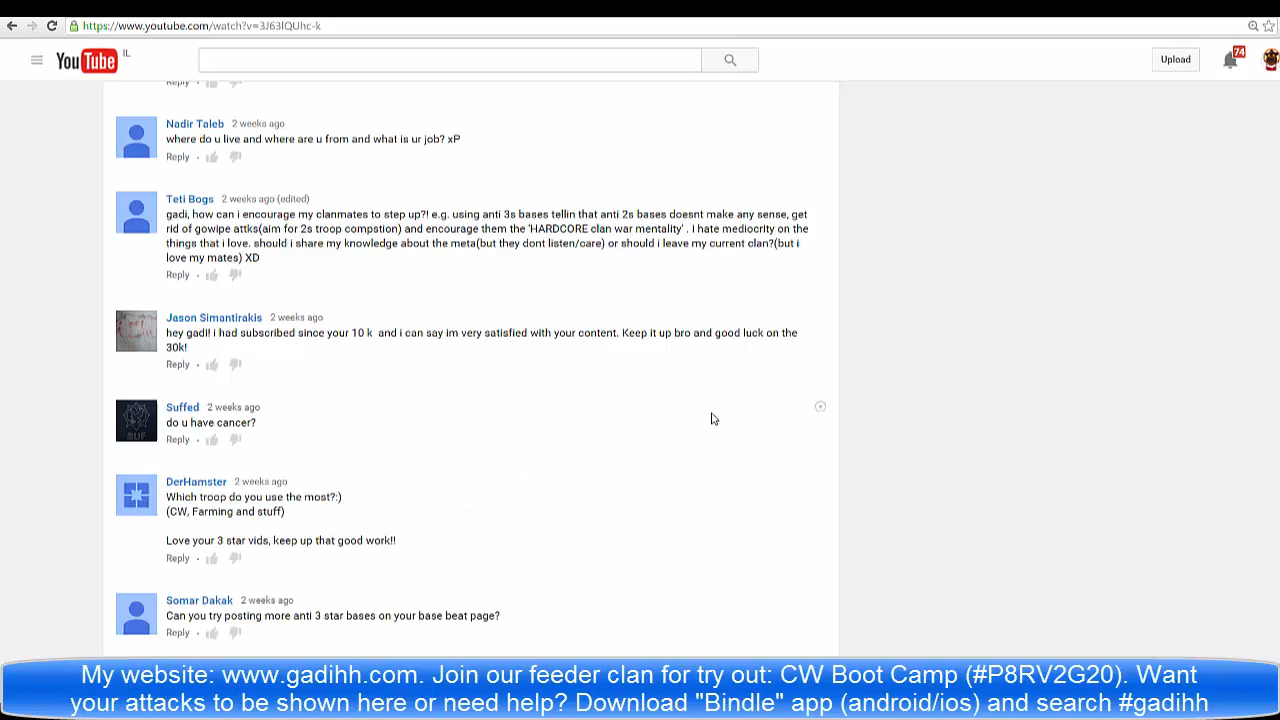 https://www.youtube.com/watch?v=3J63lQUhc-k
YouTube IL
Upload
74
Reply
Nadir Taleb 2 weeks ago
where do u live and where are u from and what is ur job? xP
Reply
Teti Bogs 2 weeks ago (edited)
gadi, how can i encourage my clanmates to step up?! e.g. using anti 3s bases tellin that anti 2s bases doesnt make any sense, get
rid of gowipe attks(aim for 2s troop compstion) and encourage them the 'HARDCORE clan war mentality' . I hate mediocrity on the
things that i love. should i share my knowledge about the meta(but they dont listen/care) or should i leave my current clan?(but i
love my mates) XD
Reply
Jason Simantirakis 2 weeks ago
hey gadi! i had subscribed since your 10 k and i can say im very satisfied with your content. Keep it up bro and good luck on the
30k!
Reply
Suffed 2 weeks ago
do u have cancer?
Reply
DerHamster 2 weeks ago
Which troop do you use the most?:)
(CW, Farming and stuff)
Love your 3 star vids, keep up that good work!!
Reply
Somar Dakak 2 weeks ago
Can you try posting more anti 3 star bases on your base beat page?
Reply
My website: www.gadihh.com. Join our feeder clan for try out: CW Boot Camp (#P8RV2G20). Want
your attacks to be shown here or need help? Download "Bindle" app (android/ios) and search #gadihh